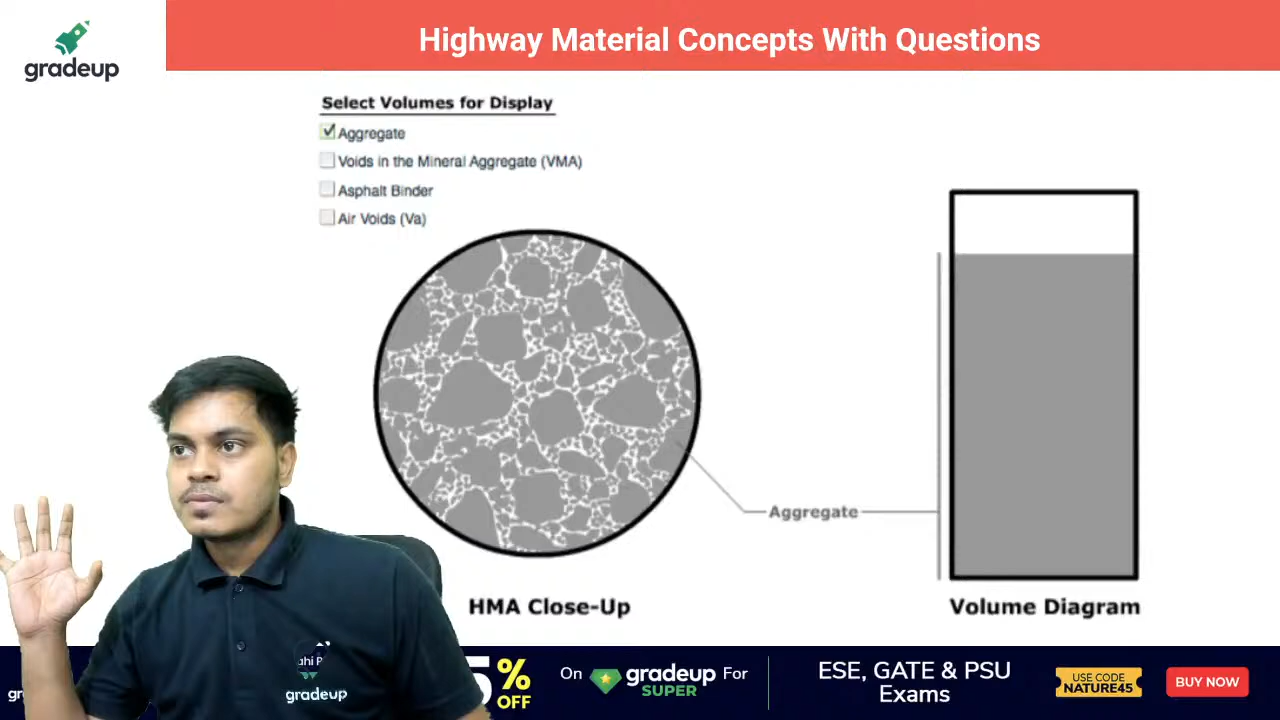 gradeup
Highway Material Concepts With Questions
Select Volumes for Display
Aggregate
Voids in the Mineral Aggregate (VMA)
Asphalt Binder
Air Voids (Va)
Aggregate
HMA Close-Up
Volume Diagram
gradeup
% OFF
On gradeup SUPER For
ESE, GATE & PSU
Exams
USE CODE
NATURE45
BUY NOW